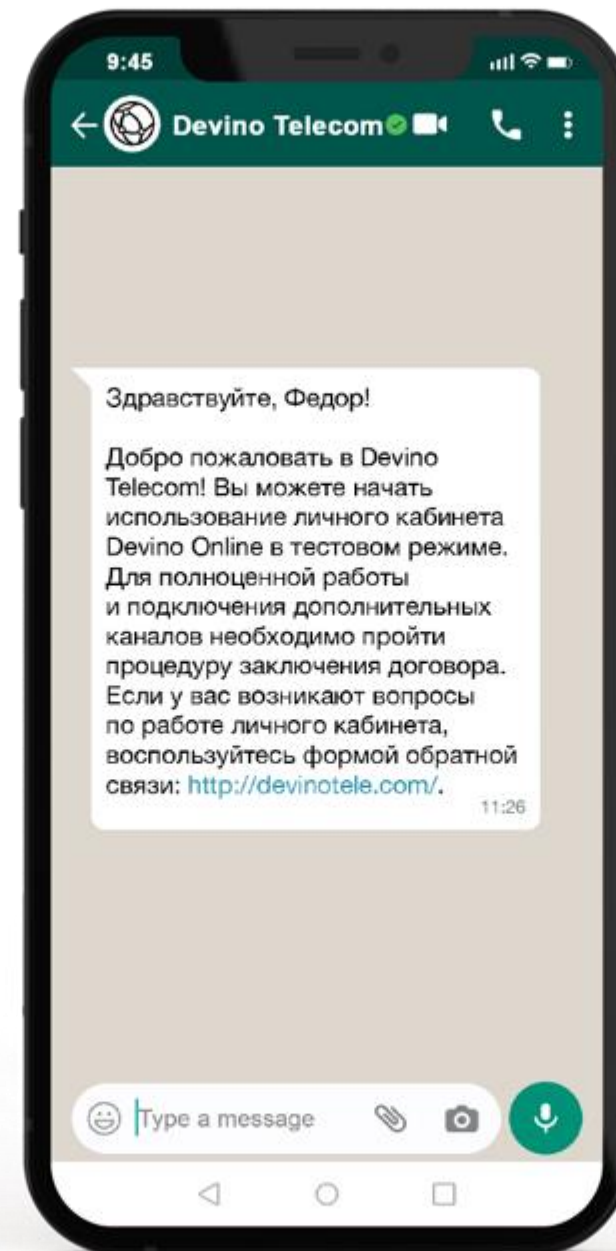 9:45
Devino Telecom
Здравствуйте, Федор!
Добро пожаловать в Devino
Telecom! Вы можете начать
использование личного кабинета
Devino Online в тестовом режиме.
Для полноценной работы
и подключения дополнительных
каналов необходимо пройти
процедуру заключения договора.
Если у вас возникают вопросы
по работе личного кабинета,
воспользуйтесь формой обратной
связи: http://devinotele.com/.
11:26
Type a message